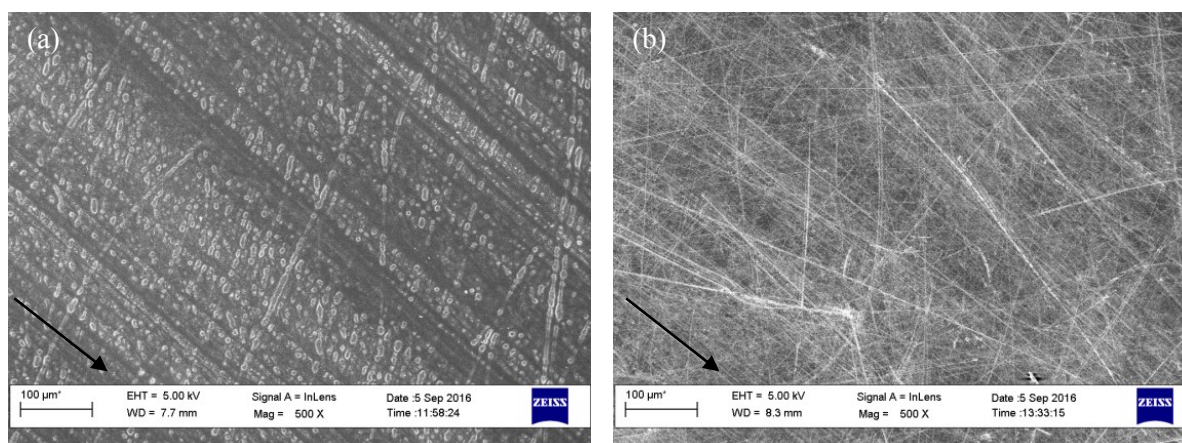 (a)
100 µm*
EHT = 5.00 kV
WD = 7.7 mm
Signal A = InLens
Mag = 500 X
Date :5 Sep 2016
Time :11:58:24
ZEISS
(b)
100 µm*
EHT = 5.00 kV
WD = 8.3 mm
Signal A = InLens
Mag = 500 X
Date :5 Sep 2016
Time :13:33:15
ZEISS